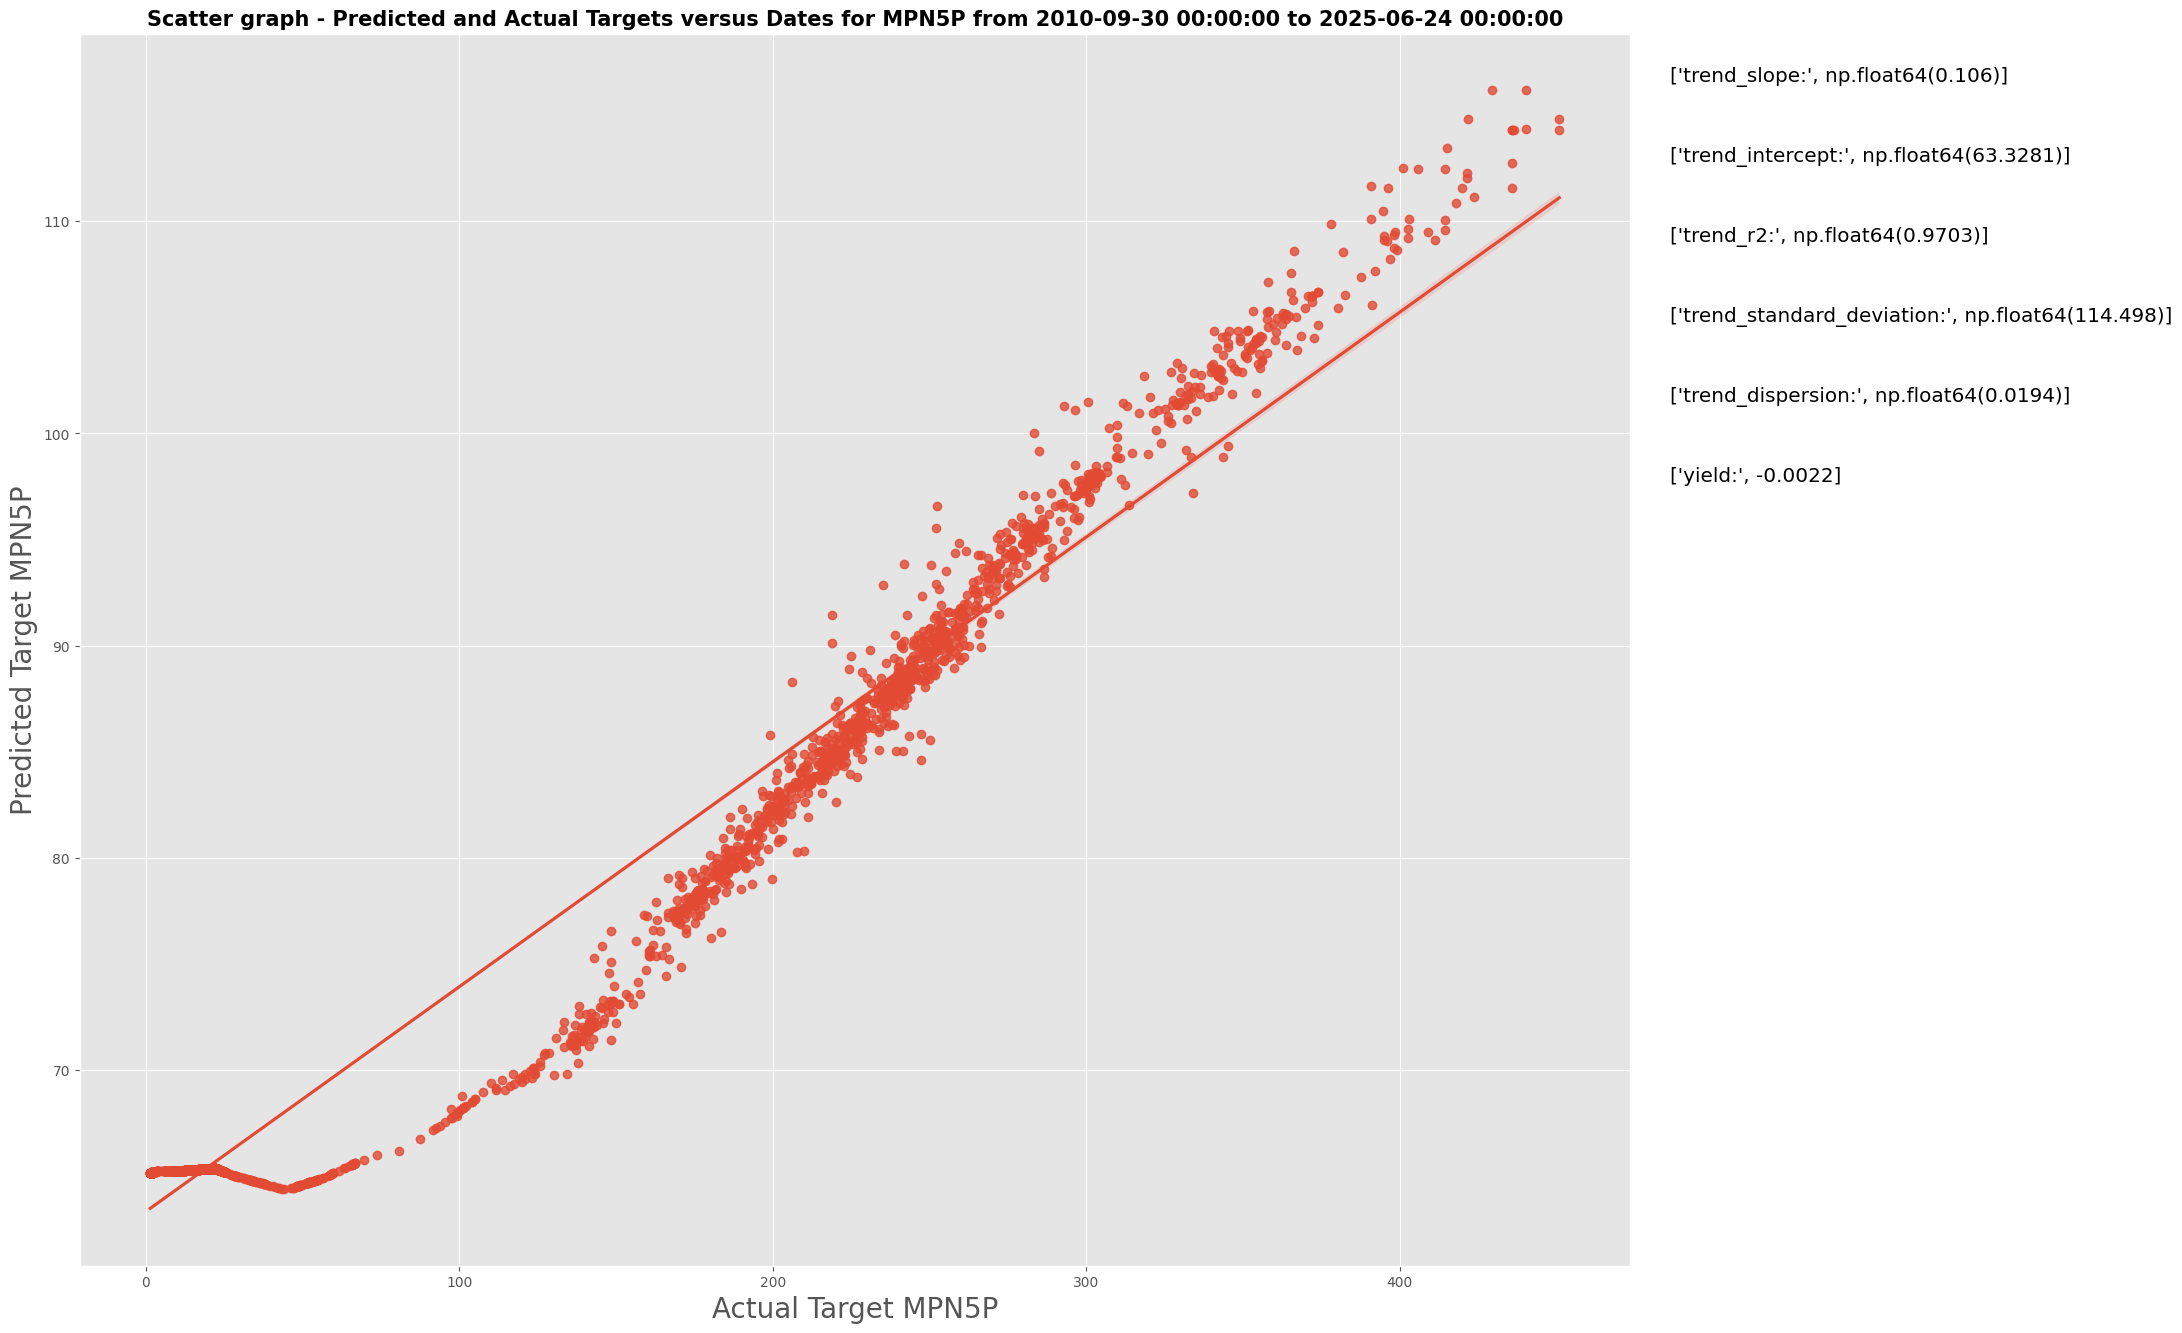 Scatter graph - Predicted and Actual Targets versus Dates for MPN5P from 2010-09-30 00:00:00 to 2025-06-24 00:00:00
['trend_slope:', np.float64(0.106)]
['trend_intercept:', np.float64(63.3281)]
['trend_r2:', np.float64(0.9703)]
['trend_standard_deviation:', np.float64(114.498)]
['trend_dispersion:', np.float64(0.0194)]
['yield:', -0.0022]
Predicted Target MPN5P
110
100
90
80
70
0 100 200 300 400
Actual Target MPN5P